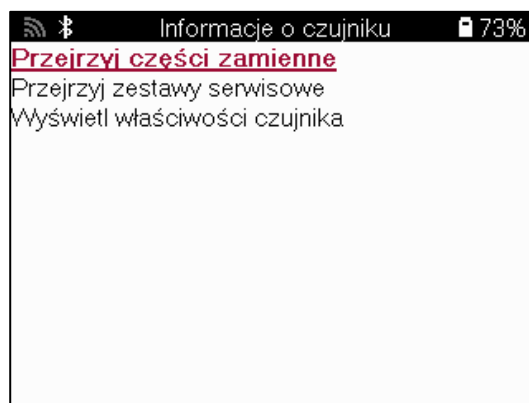 Informacje o czujniku 73%
Przejrzyj części zamienne
Przejrzyj zestawy serwisowe
Wyświetl właściwości czujnika